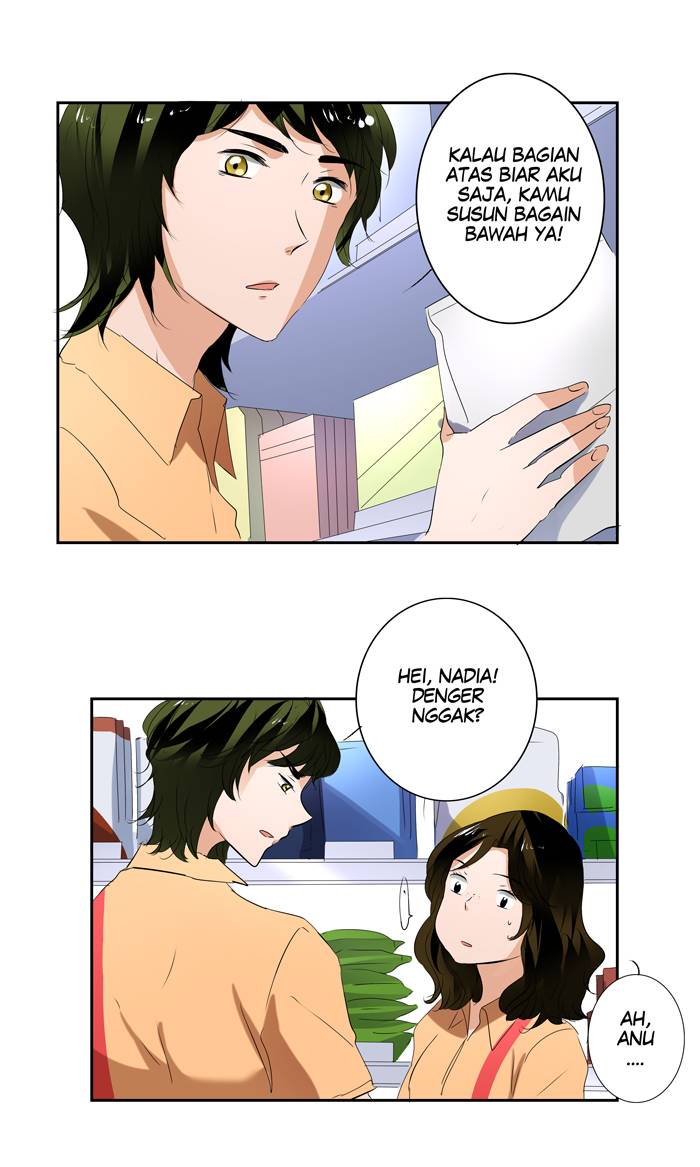 KALAU BAGIAN
ATAS BIAR AKU
SAJA, KAMU
SUSUN BAGAIN
BAWAH YA!
HEI, NADIA!
DENGER
NGGAK?
AH,
ANU
....